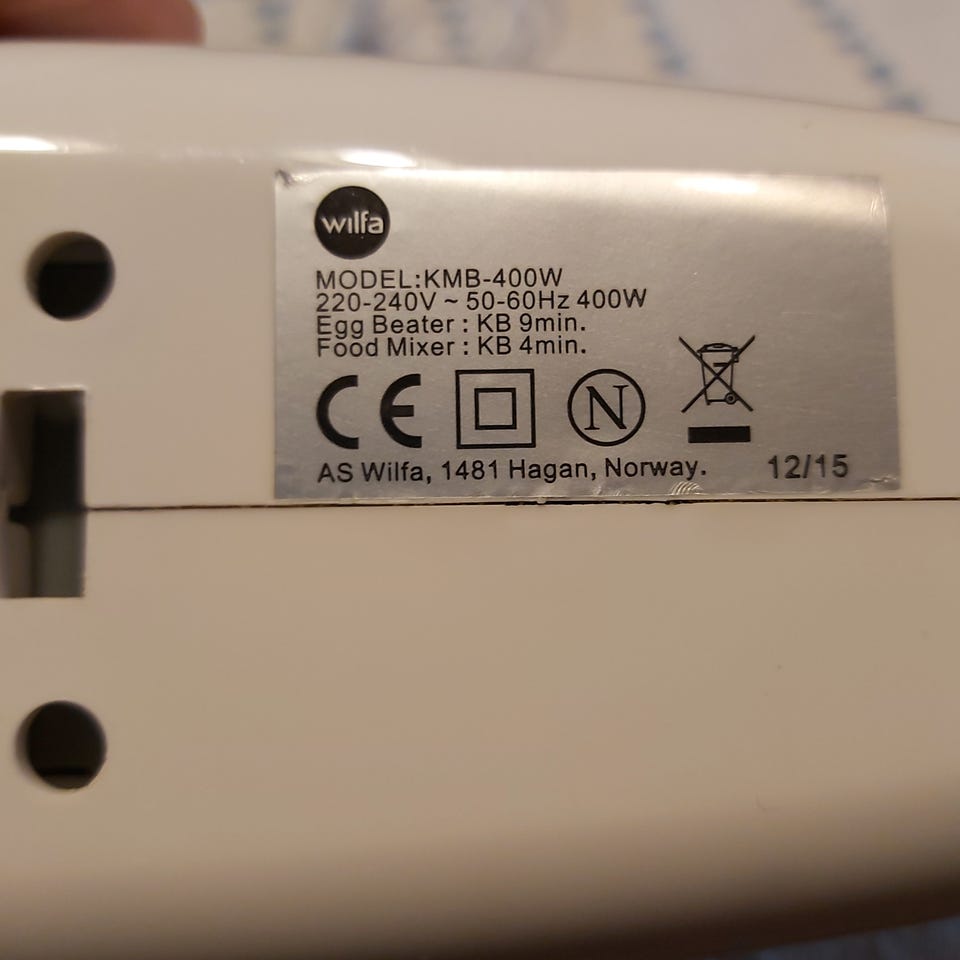 wilfa
MODEL:KMB-400W
220-240V ~ 50-60Hz 400W
Egg Beater : KB 9min.
Food Mixer : KB 4min.
CE N
AS Wilfa, 1481 Hagan, Norway. 12/15